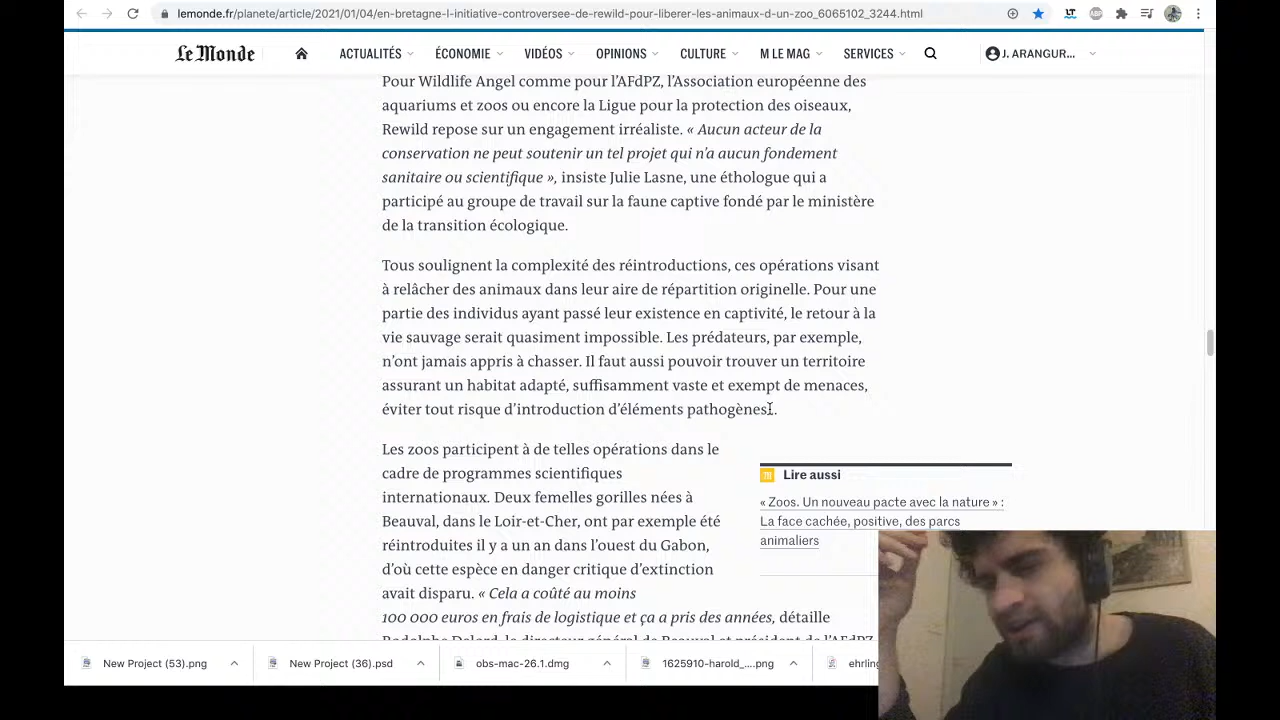 lemonde.fr/planete/article/2021/01/04/en-bretagne-l-initiative-controversee-de-rewild-pour-liberer-les-animaux-d-un-zoo_6065102_3244.html
LT
Le Monde
ACTUALITÉS
ÉCONOMIE
VIDÉOS
OPINIONS
CULTURE
M LE MAG
SERVICES
J. ARANGUR...
Pour Wildlife Angel comme pour l’AFdPZ, l’Association européenne des
aquariums et zoos ou encore la Ligue pour la protection des oiseaux,
Rewild repose sur un engagement irréaliste. « Aucun acteur de la
conservation ne peut soutenir un tel projet qui n’a aucun fondement
sanitaire ou scientifique », insiste Julie Lasne, une éthologue qui a
participé au groupe de travail sur la faune captive fondé par le ministère
de la transition écologique.
Tous soulignent la complexité des réintroductions, ces opérations visant
à relâcher des animaux dans leur aire de répartition originelle. Pour une
partie des individus ayant passé leur existence en captivité, le retour à la
vie sauvage serait quasiment impossible. Les prédateurs, par exemple,
n’ont jamais appris à chasser. Il faut aussi pouvoir trouver un territoire
assurant un habitat adapté, suffisamment vaste et exempt de menaces,
éviter tout risque d’introduction d’éléments pathogènes.
Les zoos participent à de telles opérations dans le
cadre de programmes scientifiques
internationaux. Deux femelles gorilles nées à
Beauval, dans le Loir-et-Cher, ont par exemple été
réintroduites il y a un an dans l’ouest du Gabon,
d’où cette espèce en danger critique d’extinction
avait disparu. « Cela a coûté au moins
100 000 euros en frais de logistique et ça a pris des années, détaille
Rodolphe Delord, le directeur général de Beauval et président de l’AFdPZ
Lire aussi
« Zoos. Un nouveau pacte avec la nature » :
La face cachée, positive, des parcs
animaliers
New Project (53).png
New Project (36).psd
obs-mac-26.1.dmg
1625910-harold_....png
ehrling